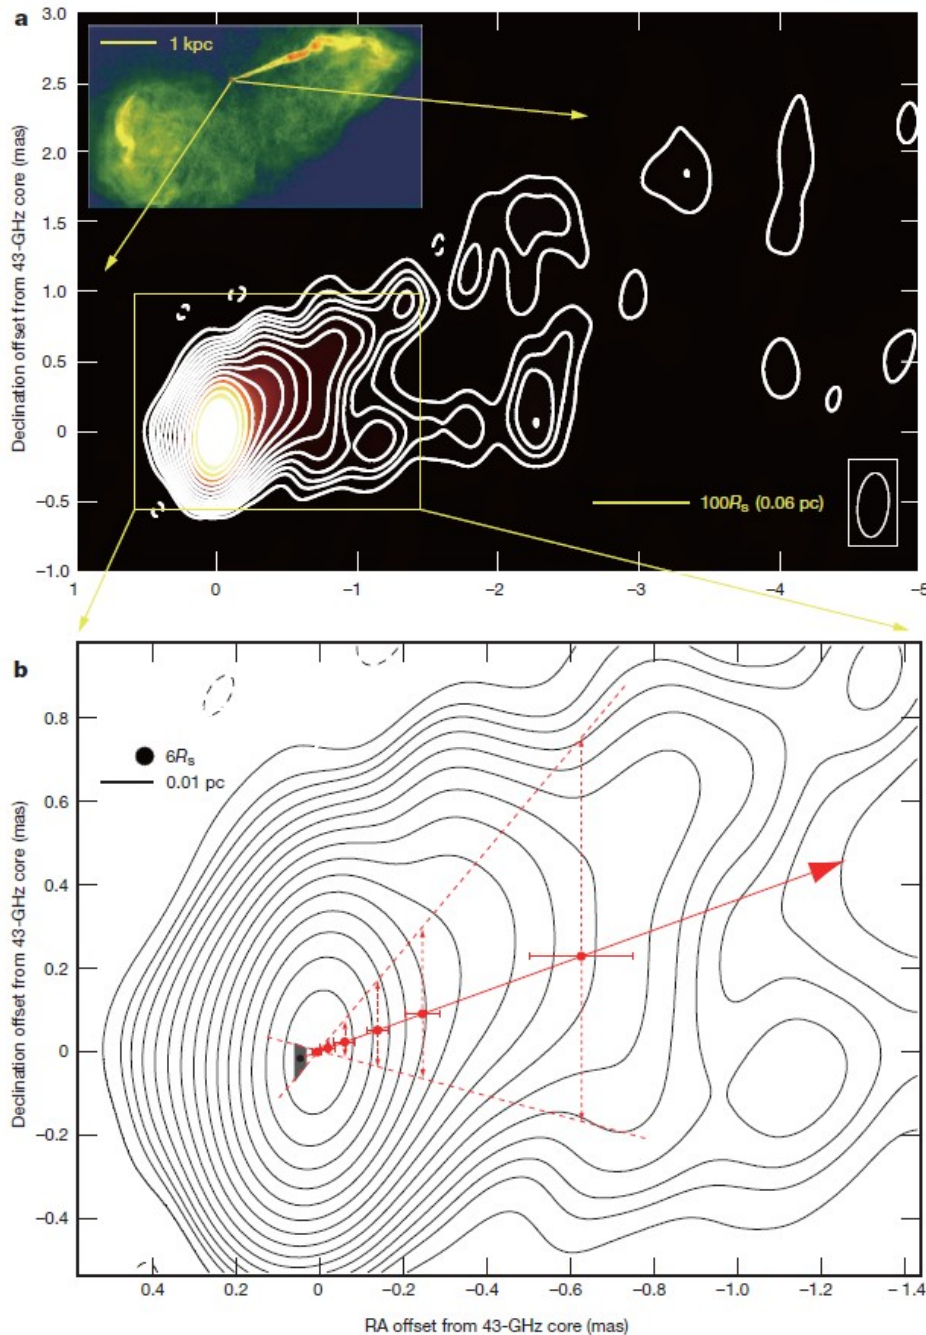 a
3.0
1 kpc
2.5
2.0
1.5
1.0
0.5
0
–0.5
–1.0
Declination offset from 43-GHz core (mas)
100Rs (0.06 pc)
1 0 –1 –2 –3 –4 –5
b
0.8
6Rs
0.01 pc
0.6
0.4
0.2
0
–0.2
–0.4
Declination offset from 43-GHz core (mas)
0.4 0.2 0 –0.2 –0.4 –0.6 –0.8 –1.0 –1.2 –1.4
RA offset from 43-GHz core (mas)